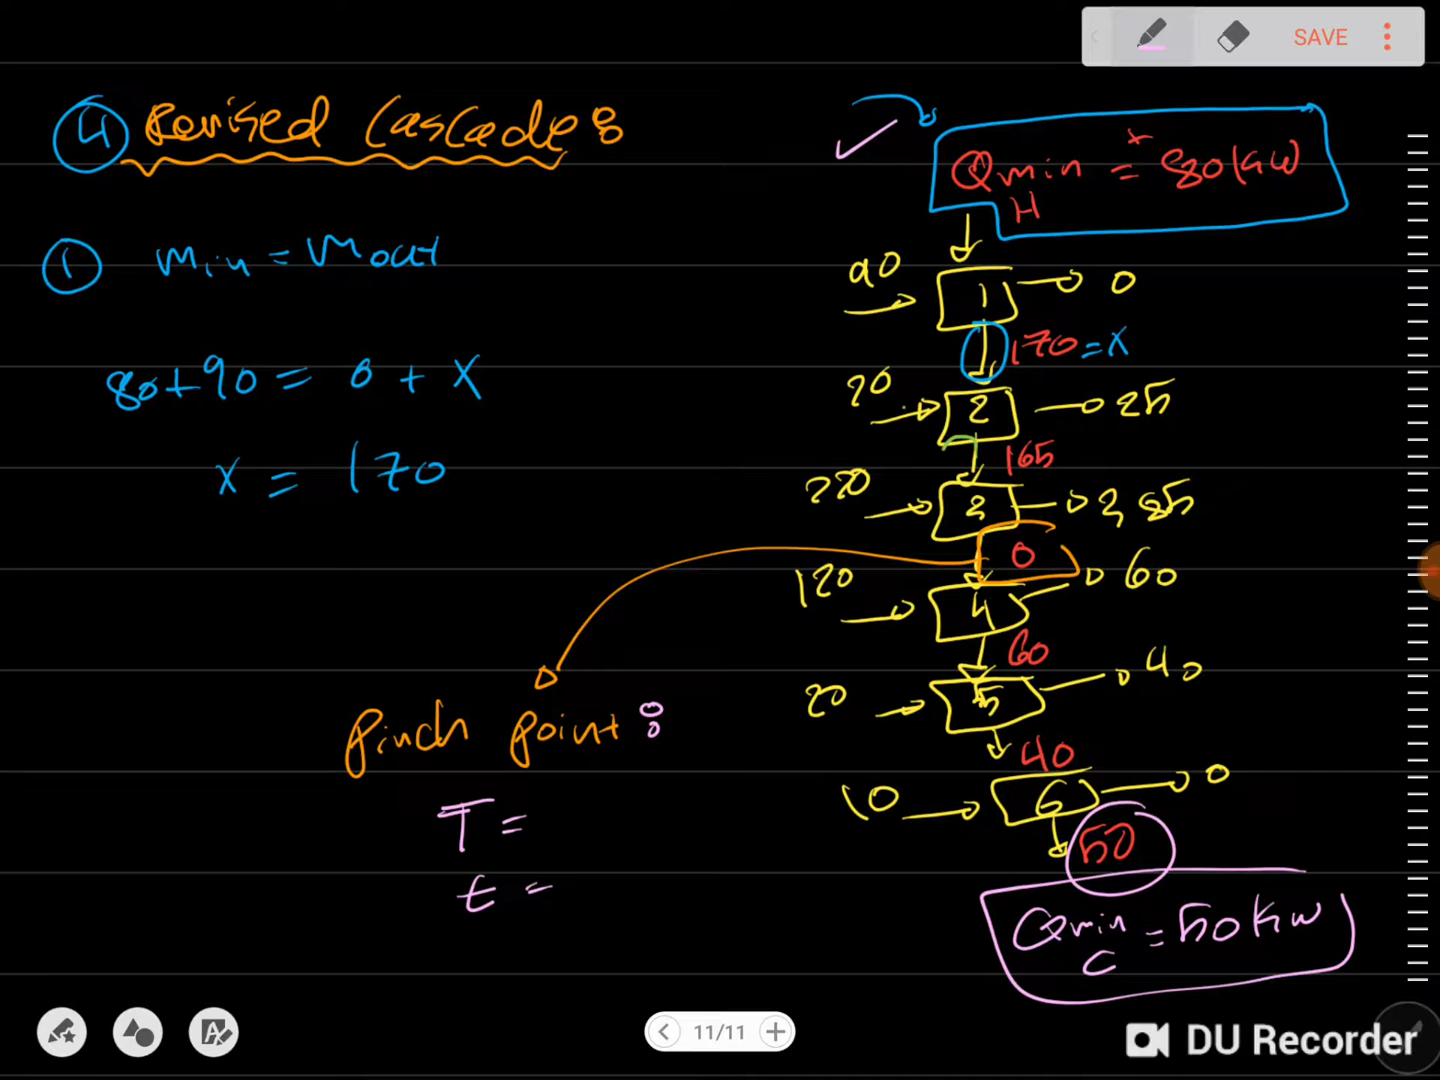 SAVE
④ Revised Cascade:
① min = mout
80+90 = 0 + X
x = 170
Pinch point:
T =
t =
Qmin H = 80 kw
90 1 0
170 = X
20 2 25
165
220 3 385
0
120 4 60
60
20 5 40
40
10 6 0
50
Qmin C = 50 kw
11/11
DU Recorder